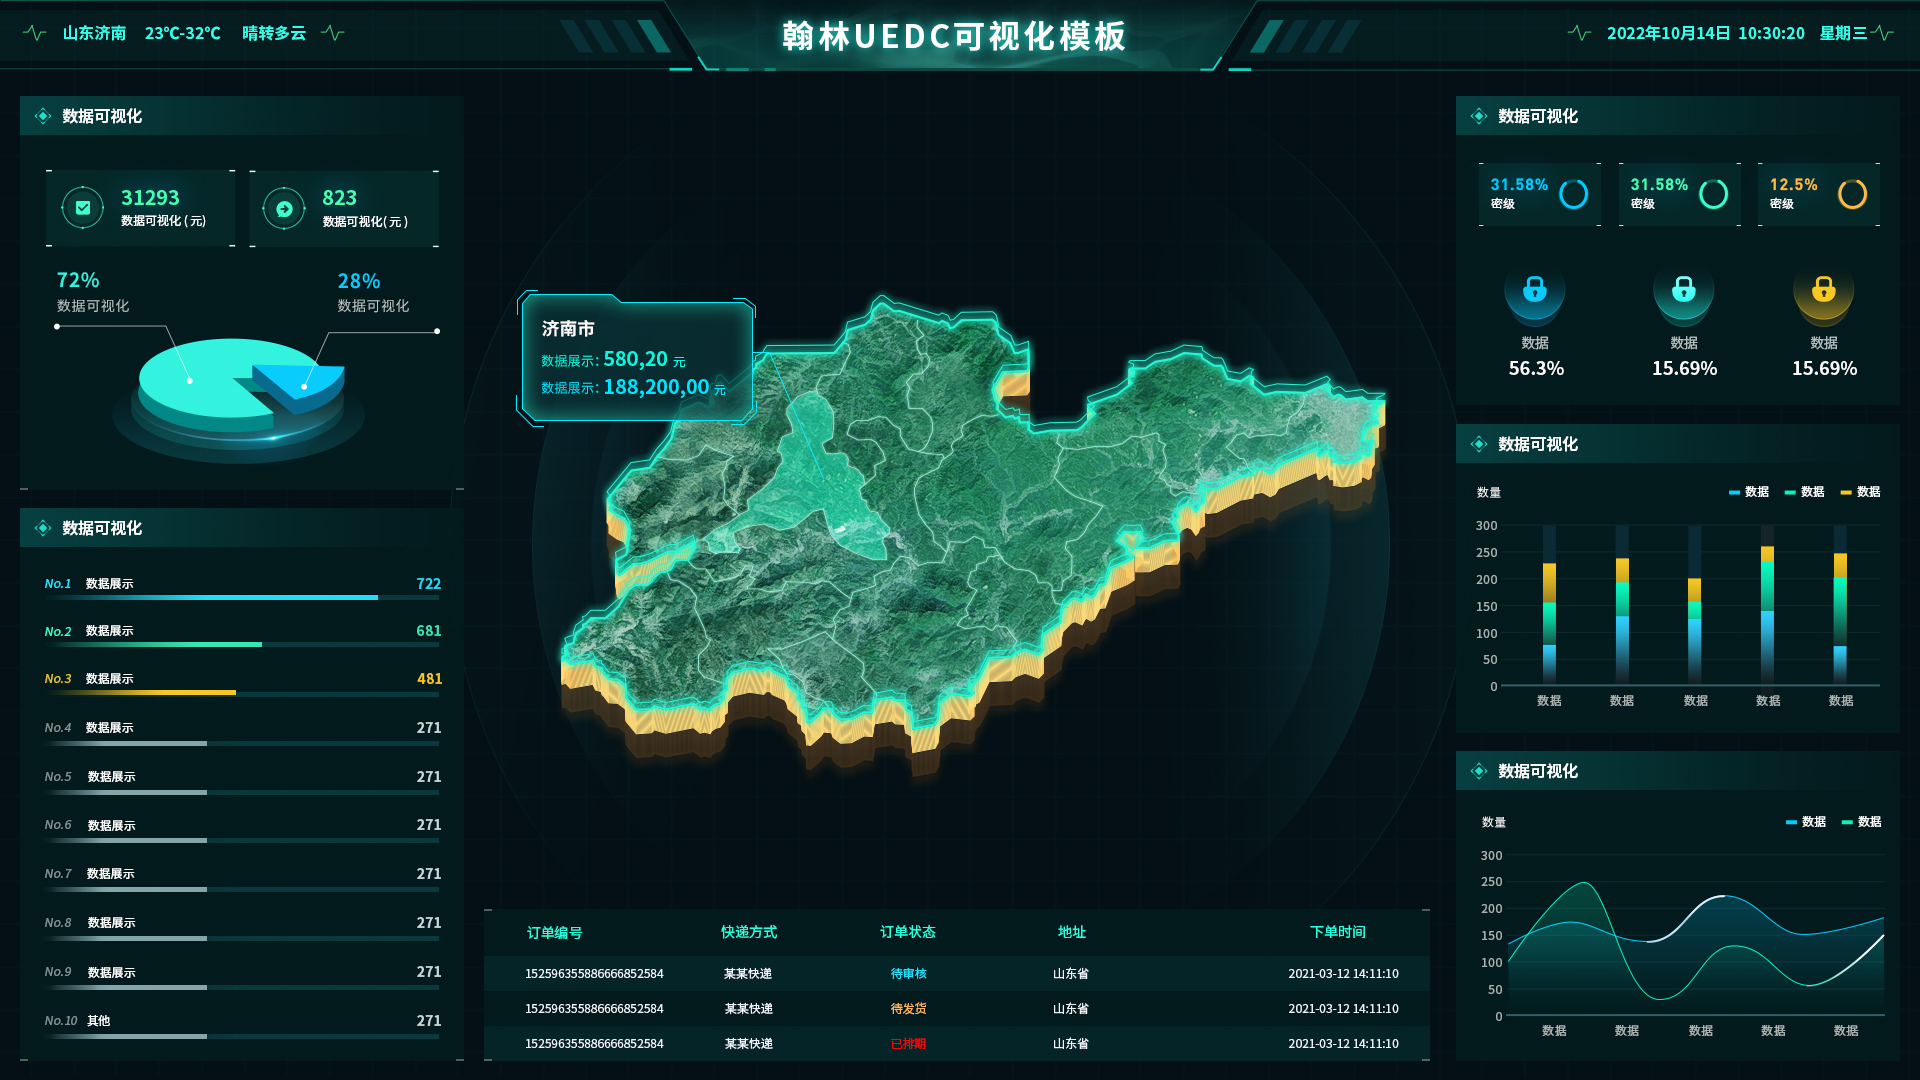 山东济南 23℃-32℃ 晴转多云
翰林UEDC可视化模板
2022年10月14日 10:30:20 星期三
数据可视化
31293
数据可视化 ( 元)
823
数据可视化( 元 )
72%
数据可视化
28%
数据可视化
数据可视化
No.1 数据展示 722
No.2 数据展示 681
No.3 数据展示 481
No.4 数据展示 271
No.5 数据展示 271
No.6 数据展示 271
No.7 数据展示 271
No.8 数据展示 271
No.9 数据展示 271
No.10 其他 271
济南市
数据展示: 580,20 元
数据展示: 188,200,00 元
订单编号 快递方式 订单状态 地址 下单时间
152596355886666852584 某某快递 待审核 山东省 2021-03-12 14:11:10
152596355886666852584 某某快递 待发货 山东省 2021-03-12 14:11:10
152596355886666852584 某某快递 已排期 山东省 2021-03-12 14:11:10
数据可视化
31.58%
密级
31.58%
密级
12.5%
密级
数据 数据 数据
56.3% 15.69% 15.69%
数据可视化
数量 数据 数据 数据
300
250
200
150
100
50
0
数据 数据 数据 数据 数据
数据可视化
数量 数据 数据
300
250
200
150
100
50
0
数据 数据 数据 数据 数据